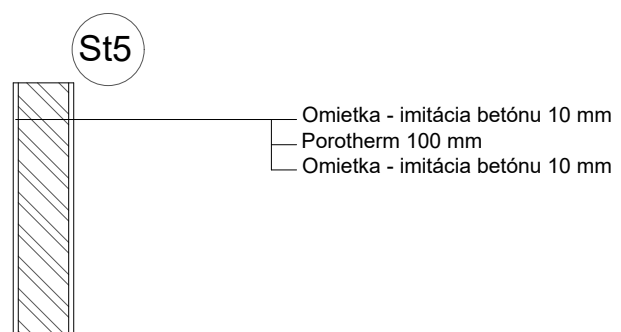 St5
Omietka - imitácia betónu 10 mm
Porotherm 100 mm
Omietka - imitácia betónu 10 mm